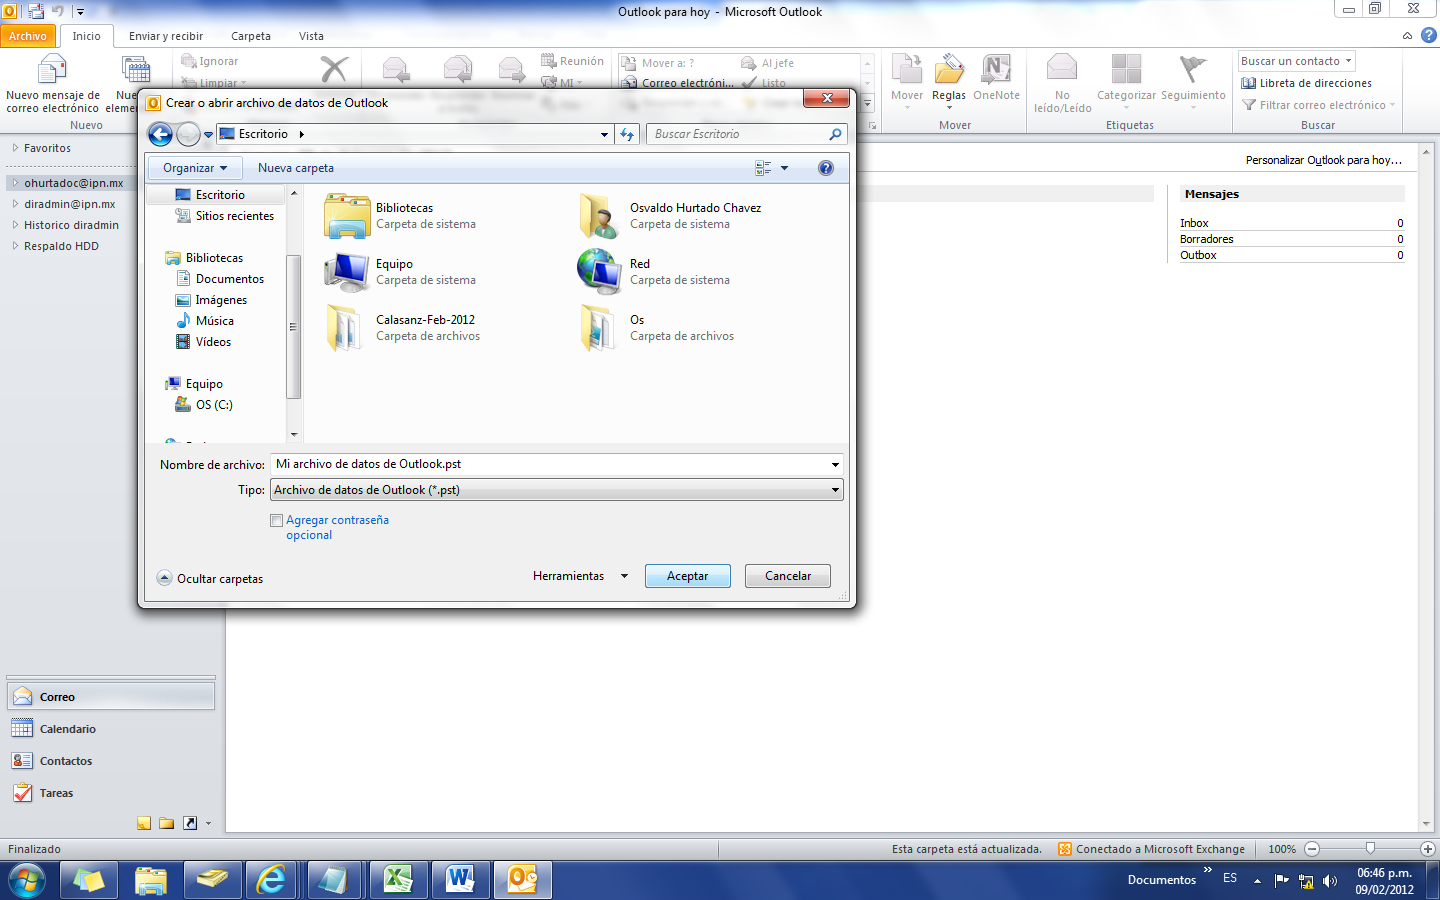 Outlook para hoy - Microsoft Outlook
Archivo Inicio Enviar y recibir Carpeta Vista
Nuevo mensaje de
correo electrónico
Nuevo
Ignorar
Limpiar
Reunión
MI
Mover a: ?
Correo electróni...
Al jefe
Listo
Mover
Reglas
OneNote
Mover
No
leído/Leído
Categorizar
Seguimiento
Etiquetas
Buscar un contacto
Libreta de direcciones
Filtrar correo electrónico
Buscar
Favoritos
ohurtadoc@ipn.mx
diradmin@ipn.mx
Historico diradmin
Respaldo HDD
Crear o abrir archivo de datos de Outlook
Escritorio
Buscar Escritorio
Organizar Nueva carpeta
Escritorio
Sitios recientes
Bibliotecas
Documentos
Imágenes
Música
Vídeos
Equipo
OS (C:)
Bibliotecas
Carpeta de sistema
Osvaldo Hurtado Chavez
Carpeta de sistema
Equipo
Carpeta de sistema
Red
Carpeta de sistema
Calasanz-Feb-2012
Carpeta de archivos
Os
Carpeta de archivos
Nombre de archivo: Mi archivo de datos de Outlook.pst
Tipo: Archivo de datos de Outlook (*.pst)
Agregar contraseña
opcional
Ocultar carpetas
Herramientas
Aceptar
Cancelar
Personalizar Outlook para hoy...
Mensajes
Inbox 0
Borradores 0
Outbox 0
Correo
Calendario
Contactos
Tareas
Finalizado
Esta carpeta está actualizada.
Conectado a Microsoft Exchange
100%
Documentos
ES
06:46 p.m.
09/02/2012